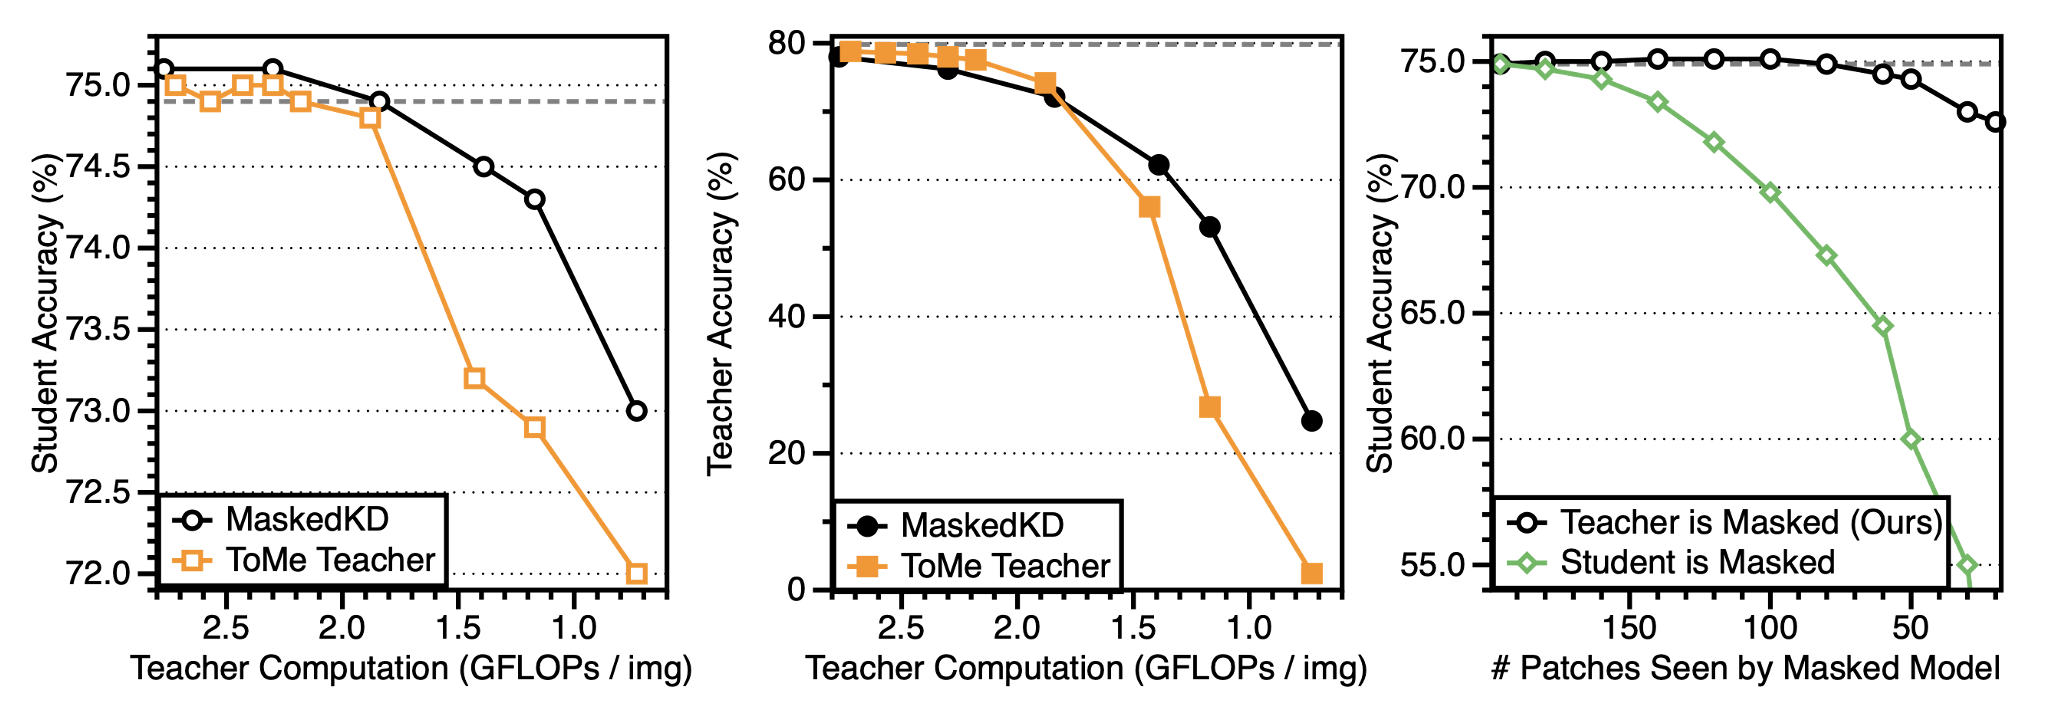 Student Accuracy (%)
75.0
74.5
74.0
73.5
73.0
72.5
72.0
MaskedKD
ToMe Teacher
2.5 2.0 1.5 1.0
Teacher Computation (GFLOPs / img)
Teacher Accuracy (%)
80
60
40
20
0
MaskedKD
ToMe Teacher
2.5 2.0 1.5 1.0
Teacher Computation (GFLOPs / img)
Student Accuracy (%)
75.0
70.0
65.0
60.0
55.0
Teacher is Masked (Ours)
Student is Masked
150 100 50
# Patches Seen by Masked Model